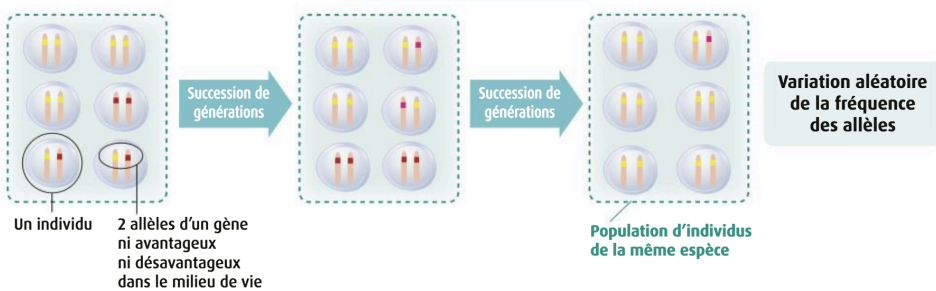 Succession de
générations
Succession de
générations
Variation aléatoire
de la fréquence
des allèles
Un individu
2 allèles d'un gène
ni avantageux
ni désavantageux
dans le milieu de vie
Population d'individus
de la même espèce